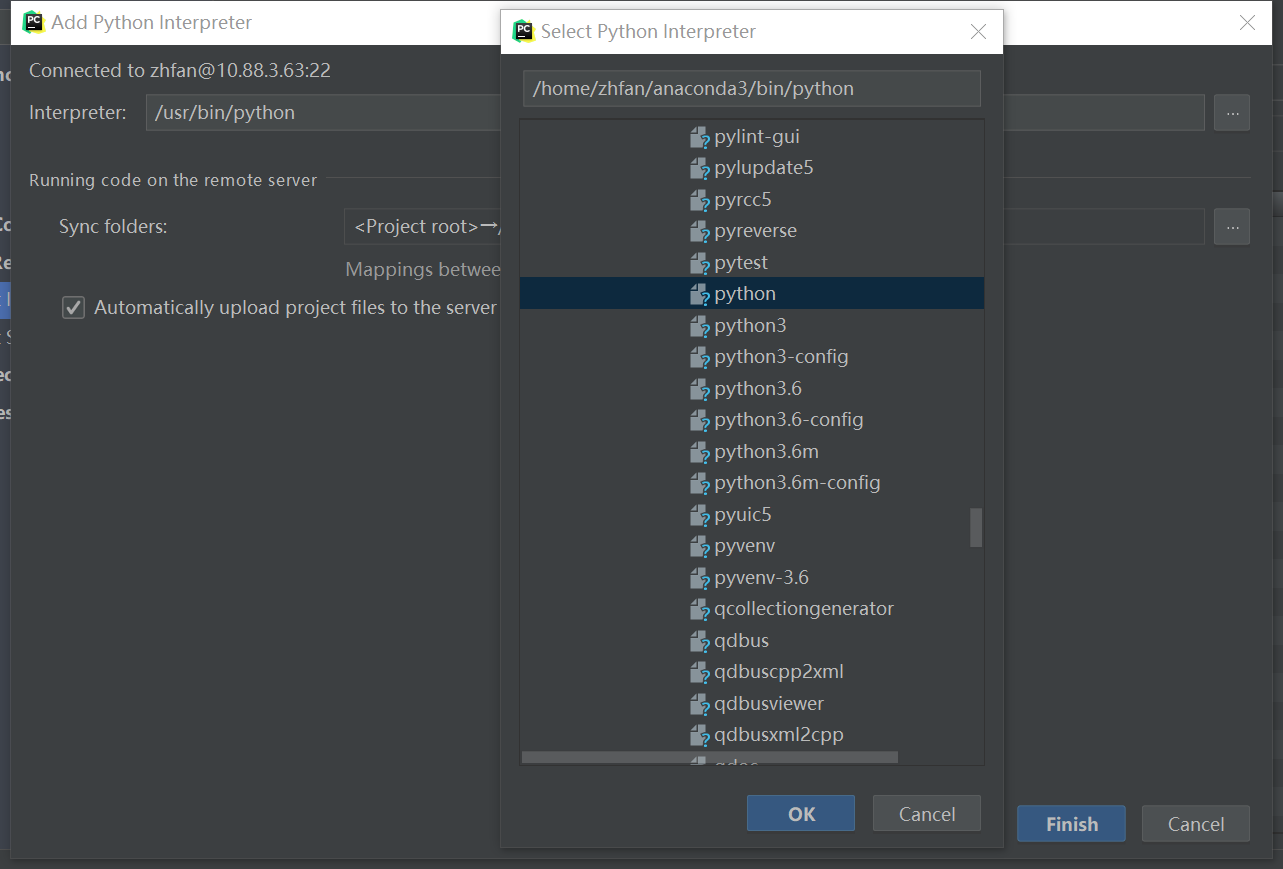 Add Python Interpreter
Connected to zhfan@10.88.3.63:22
Interpreter: /usr/bin/python
...
Running code on the remote server
Sync folders: <Project root>→/
...
Mappings betwee
Automatically upload project files to the server
Finish
Cancel
PC Select Python Interpreter
/home/zhfan/anaconda3/bin/python
pylint-gui
pylupdate5
pyrcc5
pyreverse
pytest
python
python3
python3-config
python3.6
python3.6-config
python3.6m
python3.6m-config
pyuic5
pyvenv
pyvenv-3.6
qcollectiongenerator
qdbus
qdbuscpp2xml
qdbusviewer
qdbusxml2cpp
OK
Cancel